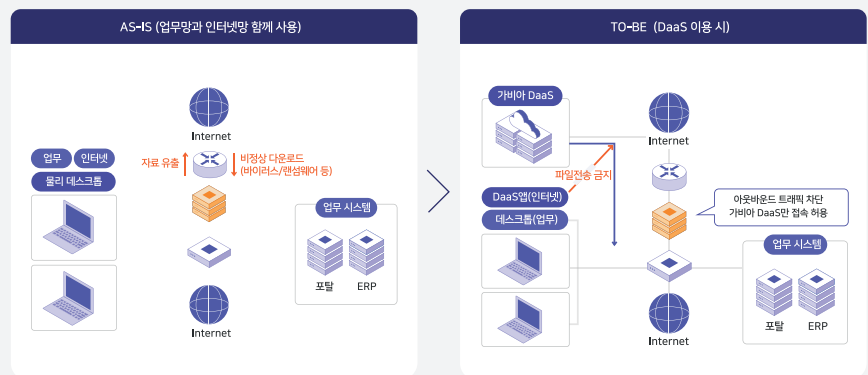 AS-IS (업무망과 인터넷망 함께 사용)
Internet
자료 유출
비정상 다운로드
(바이러스/랜섬웨어 등)
업무
인터넷
물리 데스크톱
업무 시스템
포탈
ERP
Internet
TO-BE (DaaS 이용 시)
가비아 DaaS
Internet
파일전송 금지
DaaS앱(인터넷)
데스크톱(업무)
아웃바운드 트래픽 차단
가비아 DaaS만 접속 허용
업무 시스템
포탈
ERP
Internet